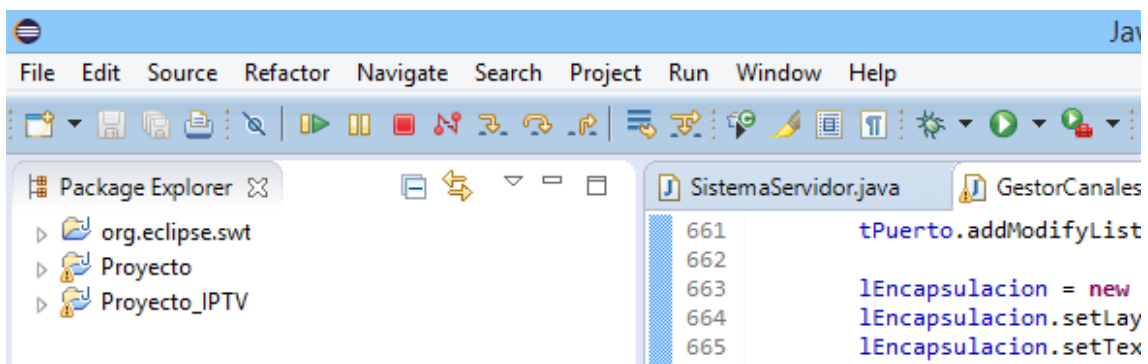 Jav
File Edit Source Refactor Navigate Search Project Run Window Help
Package Explorer
org.eclipse.swt
Proyecto
Proyecto_IPTV
SistemaServidor.java GestorCanales
661 tPuerto.addModifyList
662
663 lEncapsulacion = new
664 lEncapsulacion.setLay
665 lEncapsulacion.setTex